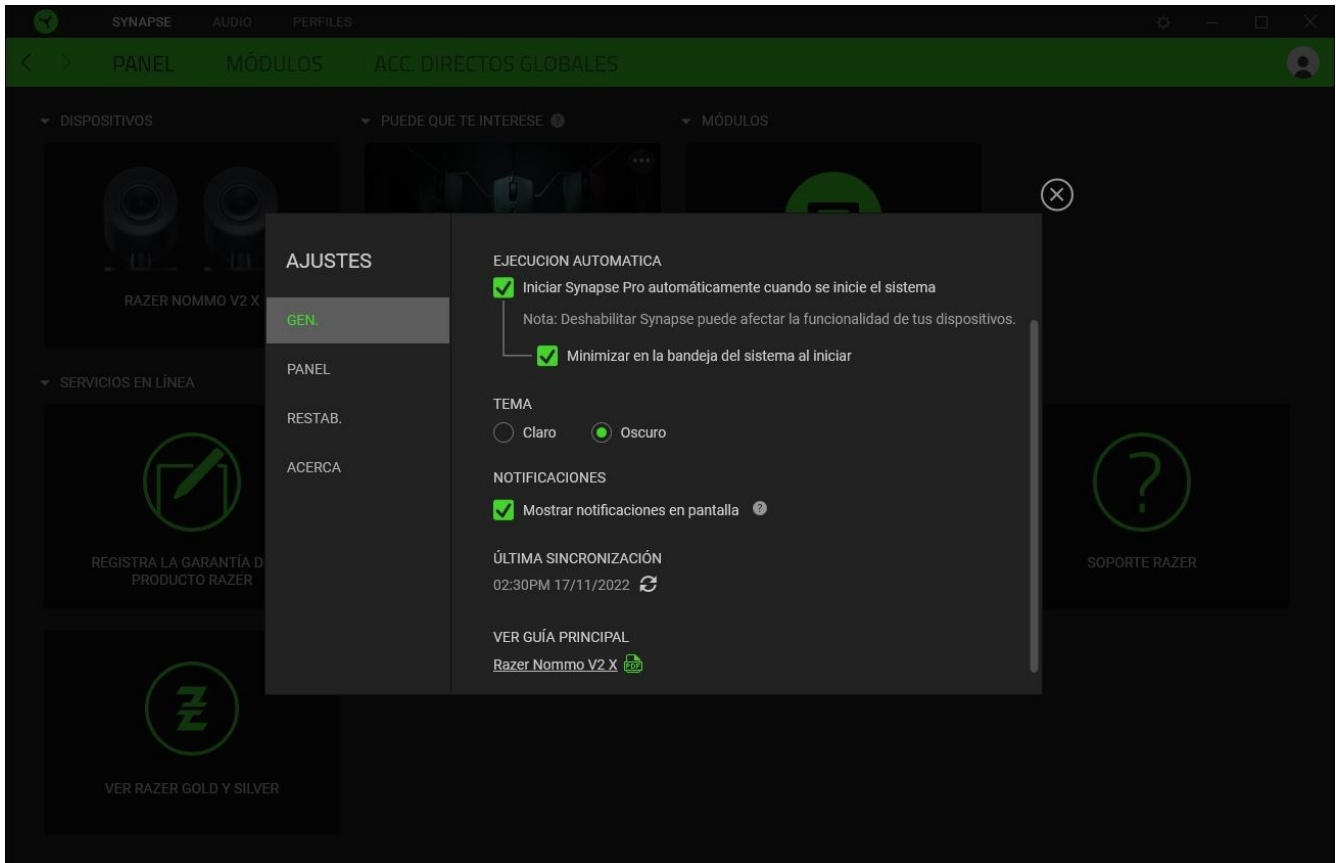 SYNAPSE AUDIO PERFILES
PANEL MÓDULOS ACC. DIRECTOS GLOBALES
DISPOSITIVOS
PUEDE QUE TE INTERESE ?
MÓDULOS
RAZER NOMMO V2 X
SERVICIOS EN LÍNEA
REGISTRA LA GARANTÍA D
PRODUCTO RAZER
SOPORTE RAZER
VER RAZER GOLD Y SILVER
AJUSTES
GEN.
PANEL
RESTAB.
ACERCA
EJECUCION AUTOMATICA
Iniciar Synapse Pro automáticamente cuando se inicie el sistema
Nota: Deshabilitar Synapse puede afectar la funcionalidad de tus dispositivos.
Minimizar en la bandeja del sistema al iniciar
TEMA
Claro Oscuro
NOTIFICACIONES
Mostrar notificaciones en pantalla ?
ÚLTIMA SINCRONIZACIÓN
02:30PM 17/11/2022
VER GUÍA PRINCIPAL
Razer Nommo V2 X PDF